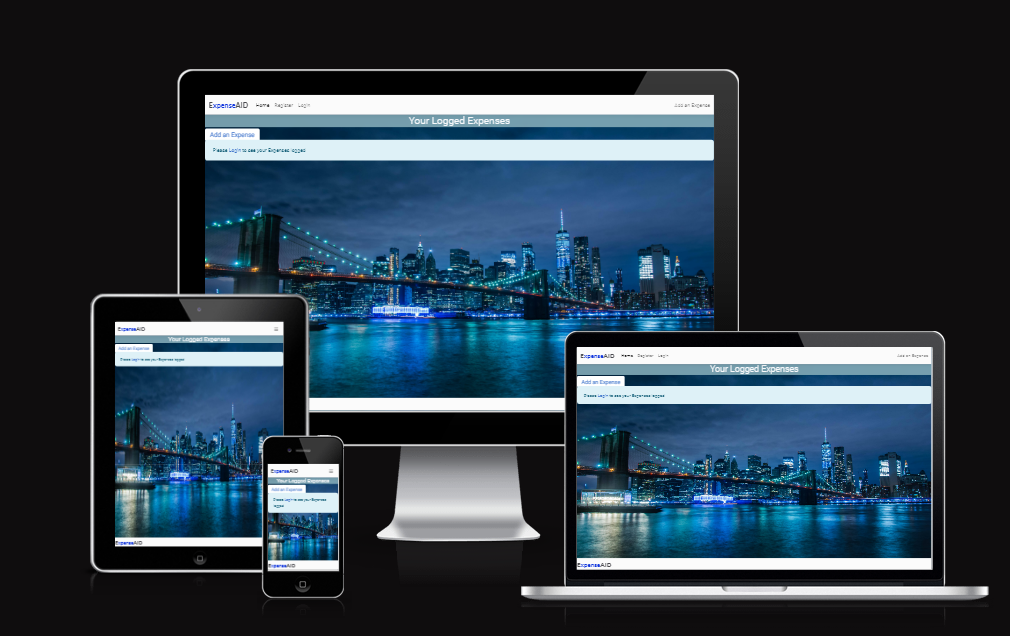 ExpenseAID Home Register Login Add an Expense
Your Logged Expenses
Add an Expense
Please Login to see your Expenses logged
ExpenseAID
Your Logged Expenses
Add an Expense
Please Login to see your Expenses logged
ExpenseAID
ExpenseAID
Your Logged Expenses
Add an Expense
Please Login to see your Expenses
logged
ExpenseAID
ExpenseAID Home Register Login Add an Expense
Your Logged Expenses
Add an Expense
Please Login to see your Expenses logged
ExpenseAID